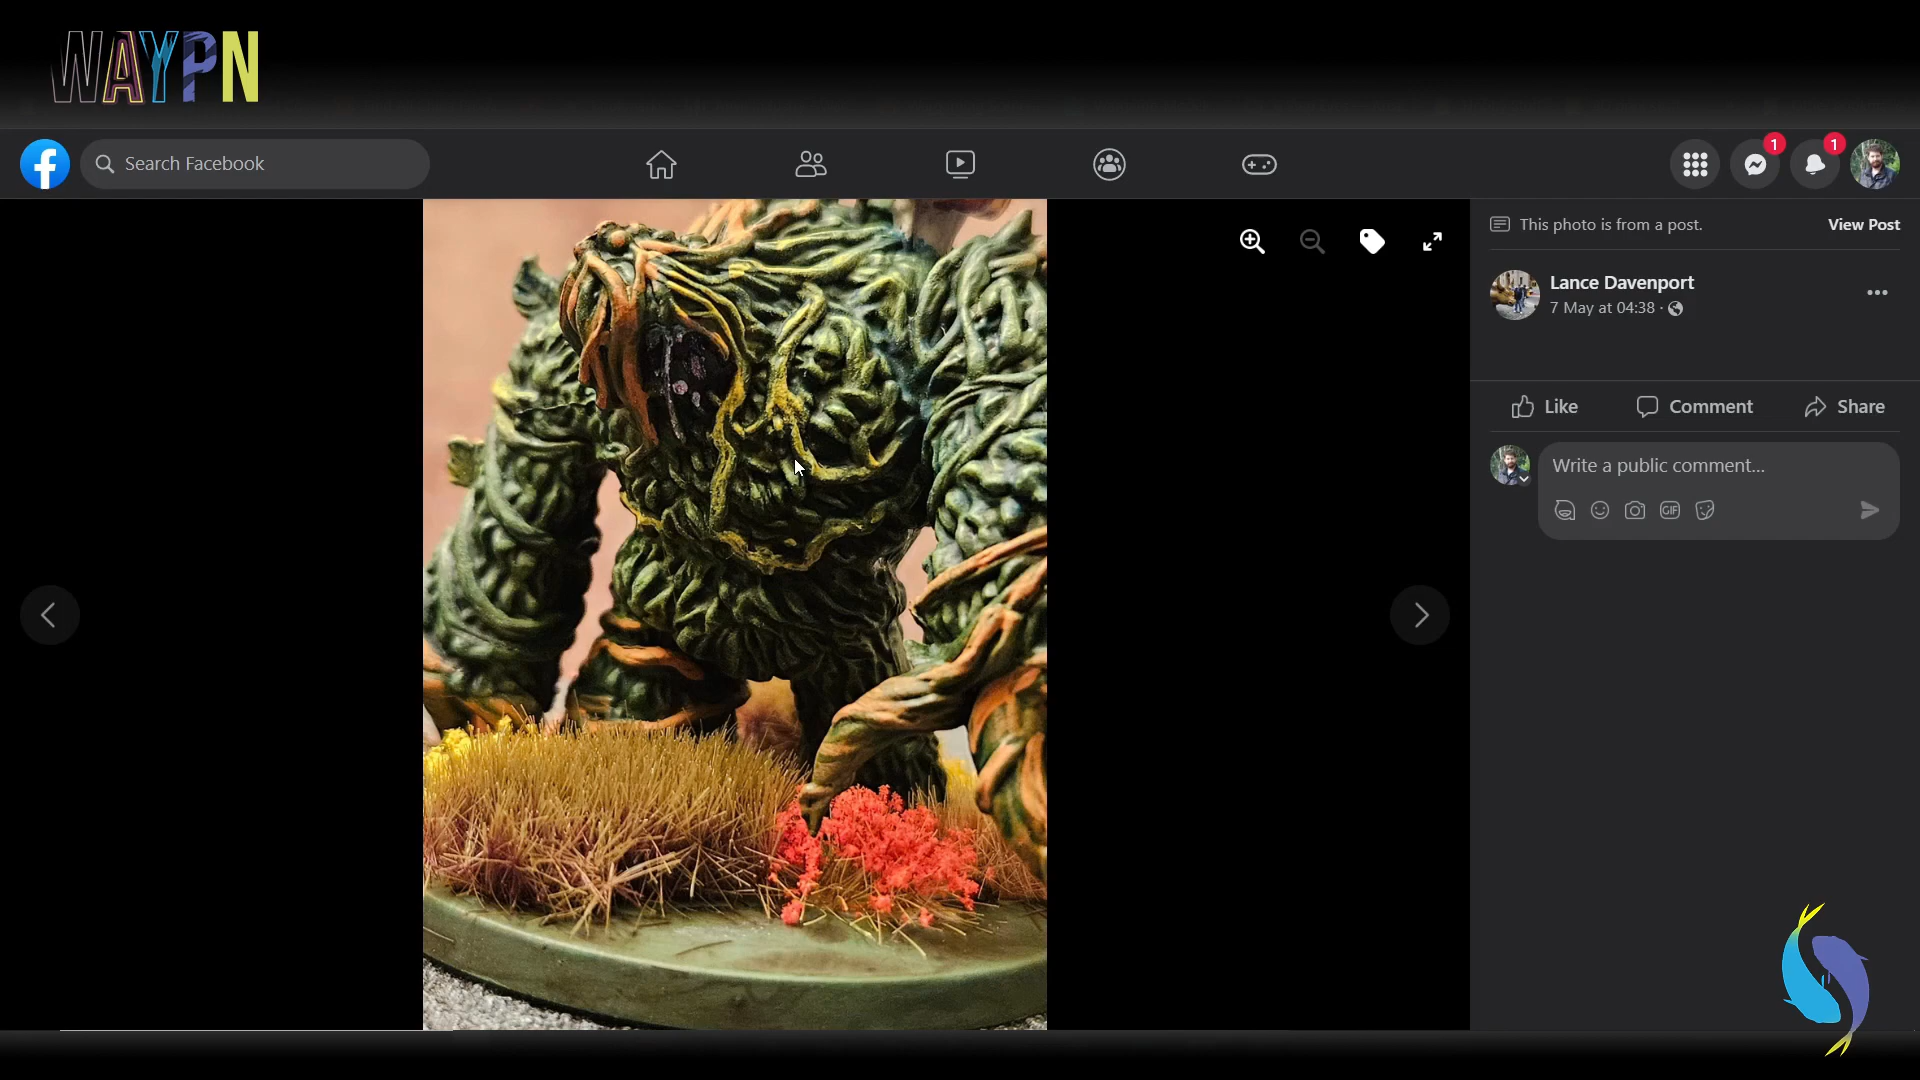 WAYPN
Search Facebook
1
1
This photo is from a post.
View Post
Lance Davenport
7 May at 04:38 ·
Like
Comment
Share
Write a public comment...
GIF